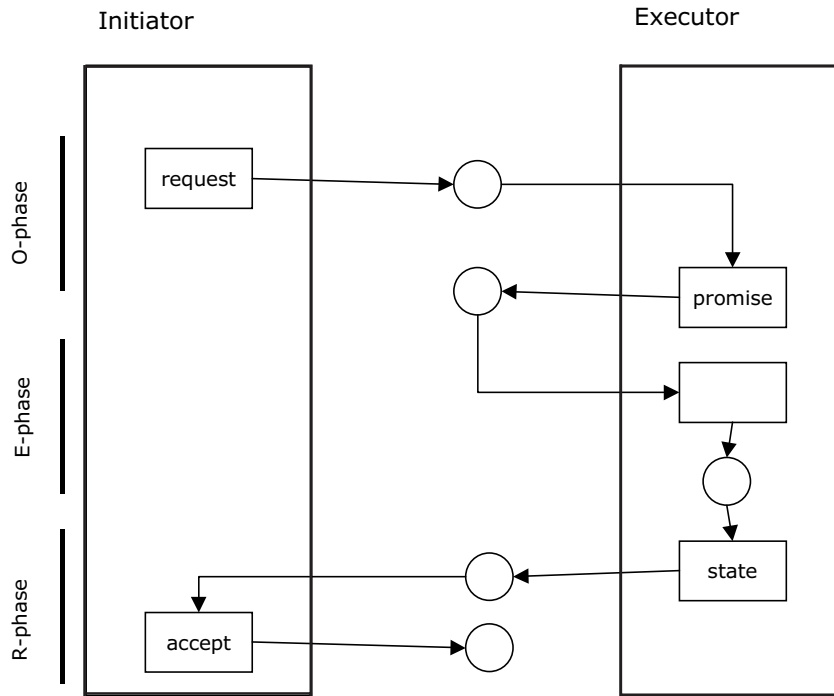 Initiator
Executor
O-phase
request
promise
E-phase
state
R-phase
accept